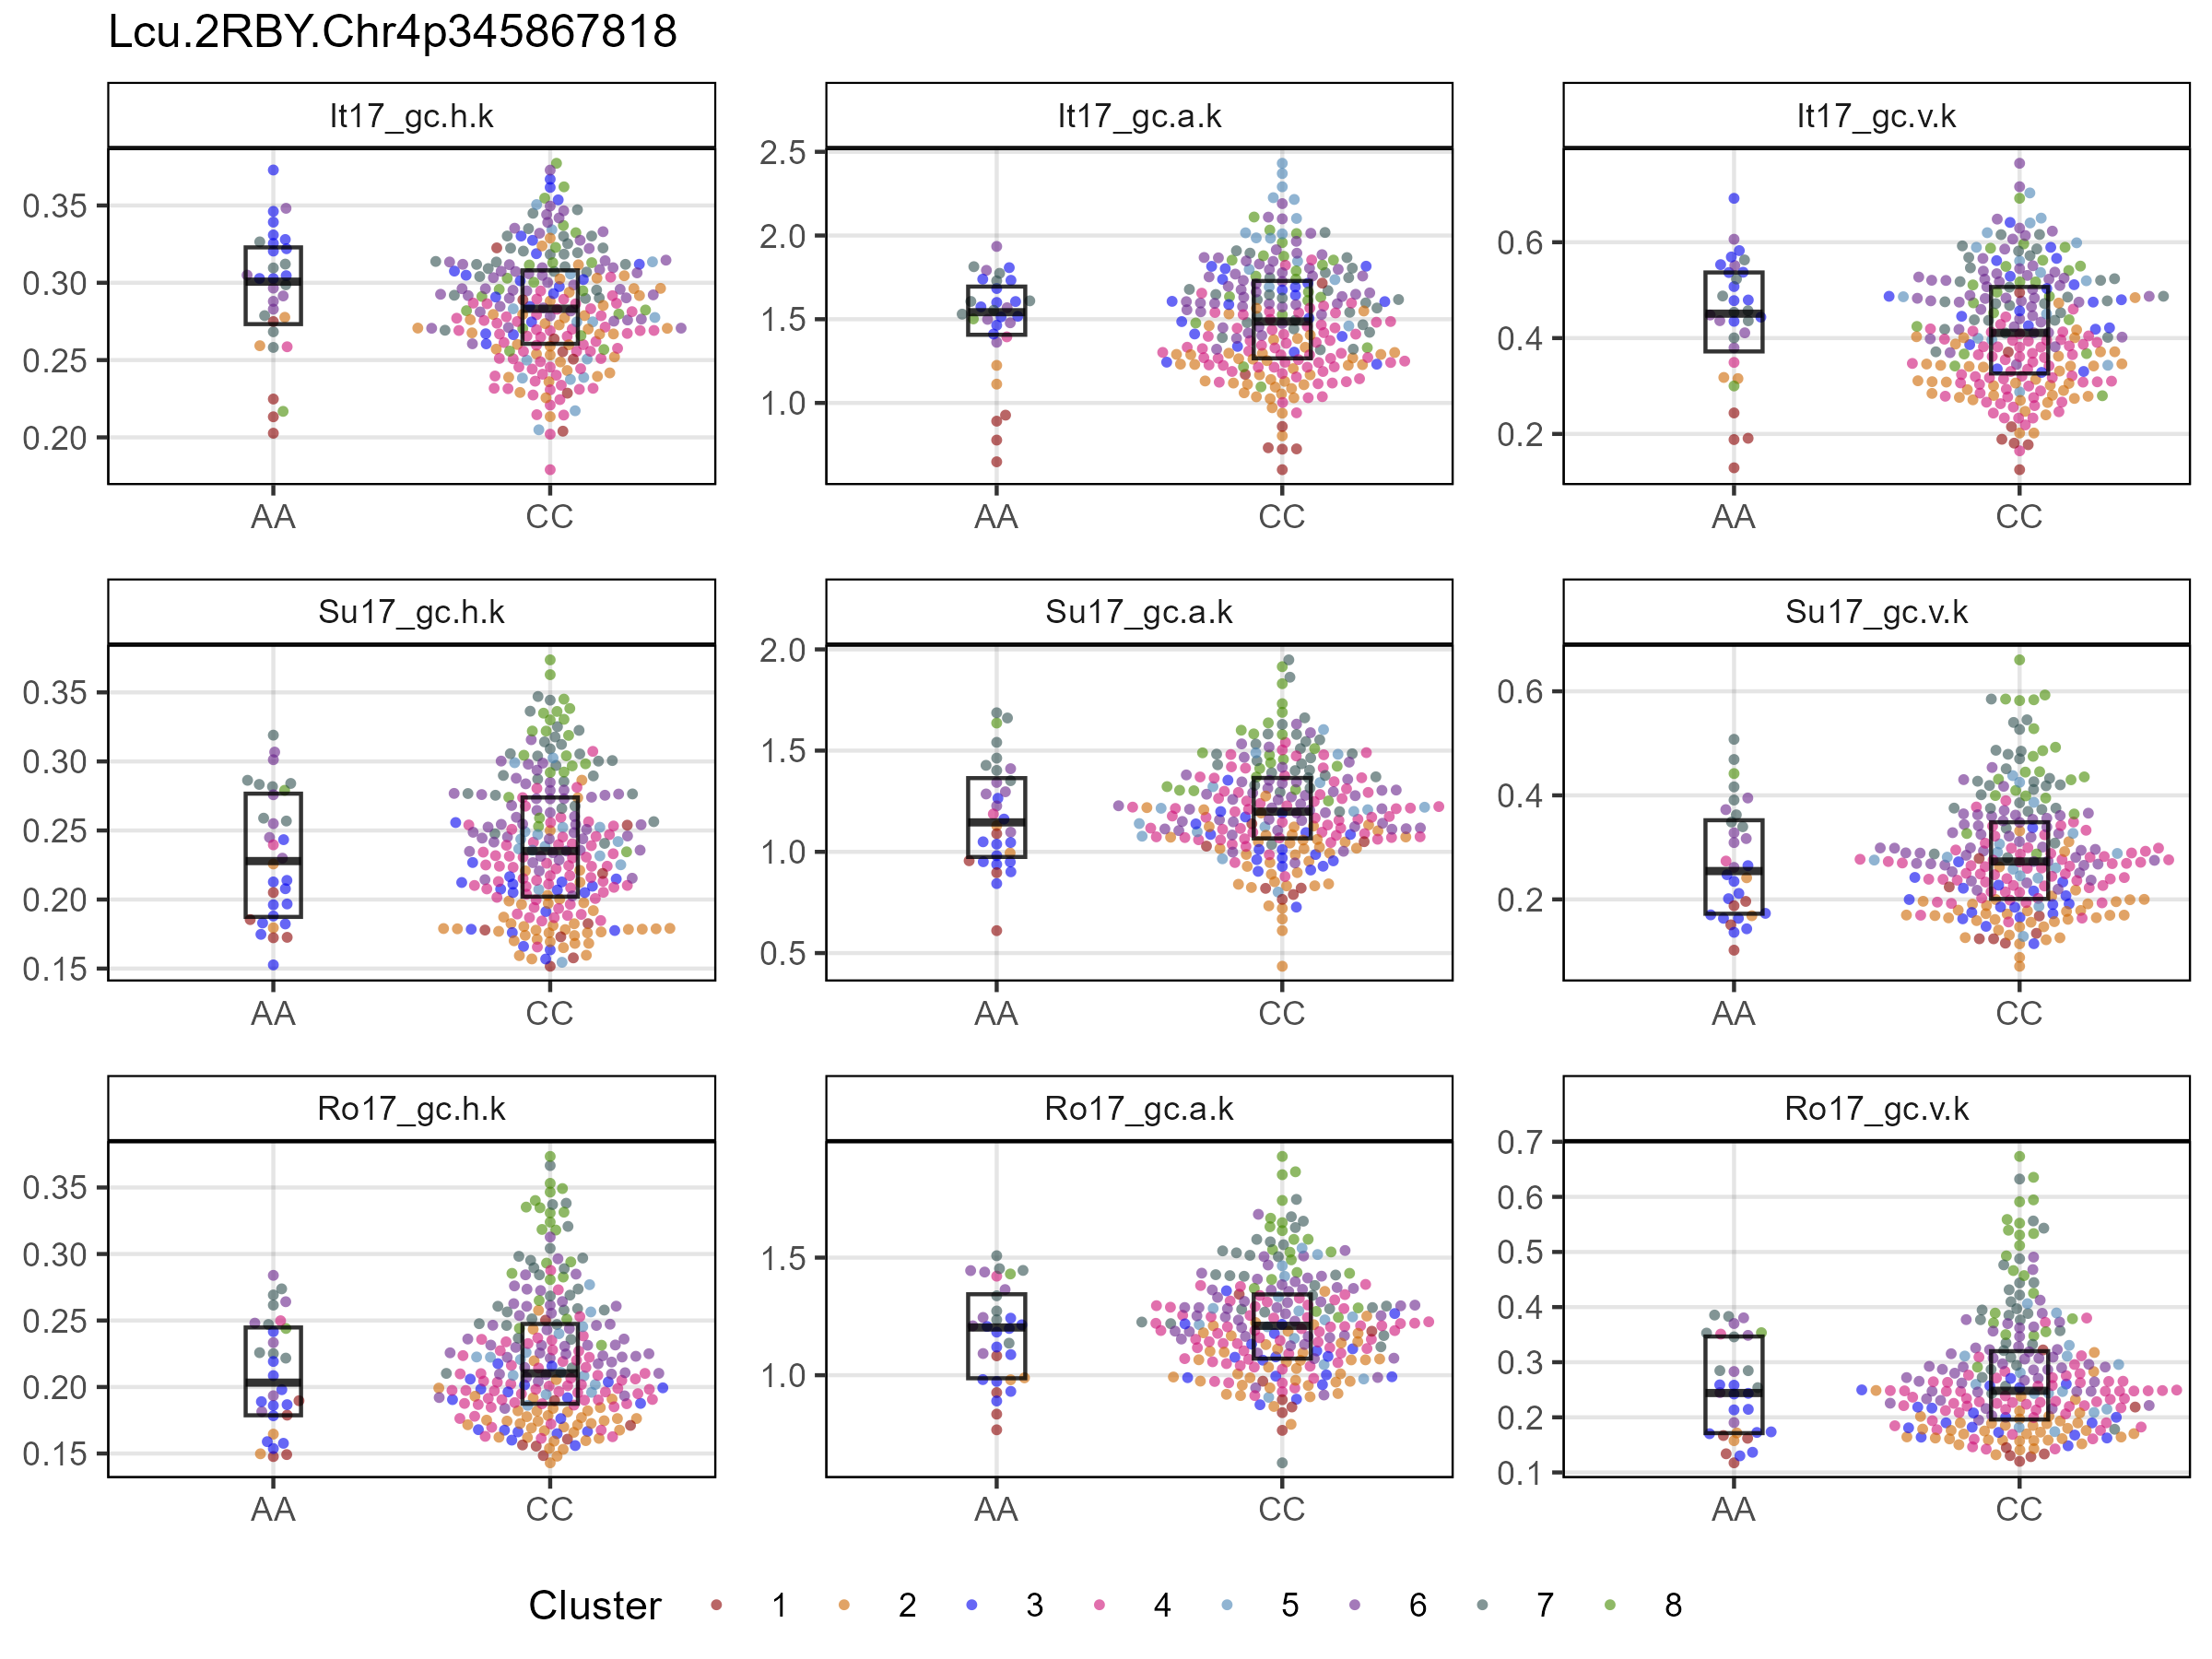 Lcu.2RBY.Chr4p345867818
It17_gc.h.k
It17_gc.a.k
It17_gc.v.k
0.35
0.30
0.25
0.20
2.5
2.0
1.5
1.0
0.6
0.4
0.2
AA
CC
AA
CC
AA
CC
Su17_gc.h.k
Su17_gc.a.k
Su17_gc.v.k
0.35
0.30
0.25
0.20
0.15
2.0
1.5
1.0
0.5
0.6
0.4
0.2
AA
CC
AA
CC
AA
CC
Ro17_gc.h.k
Ro17_gc.a.k
Ro17_gc.v.k
0.35
0.30
0.25
0.20
0.15
1.5
1.0
0.7
0.6
0.5
0.4
0.3
0.2
0.1
AA
CC
AA
CC
AA
CC
Cluster 1 2 3 4 5 6 7 8